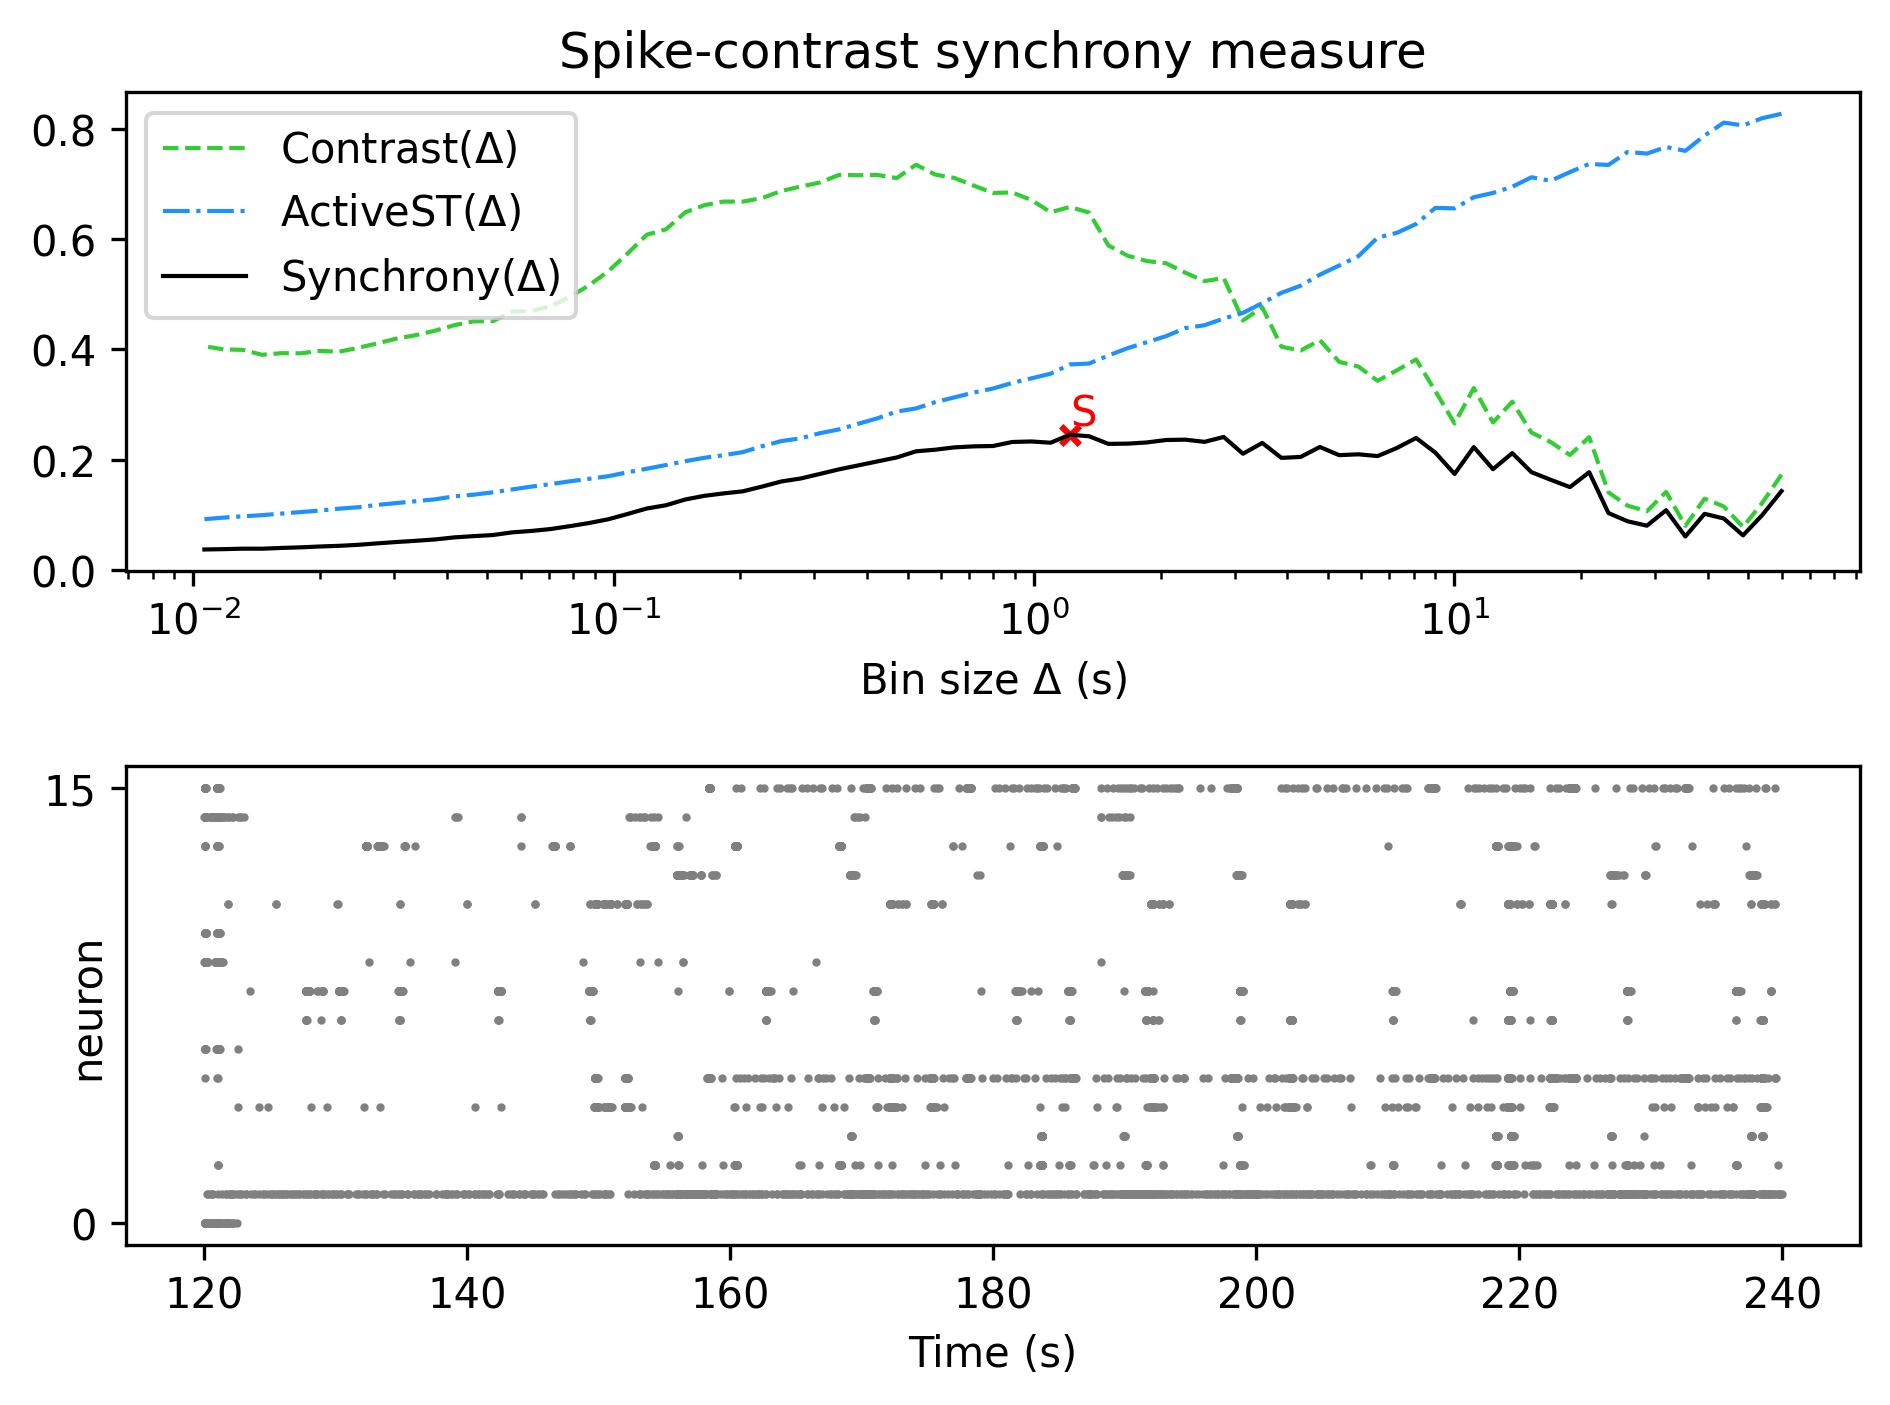 Spike-contrast synchrony measure
0.8
0.6
0.4
0.2
0.0
Contrast(Δ)
ActiveST(Δ)
Synchrony(Δ)
S
10⁻² 10⁻¹ 10⁰ 10¹
Bin size Δ (s)
15
0
neuron
120 140 160 180 200 220 240
Time (s)